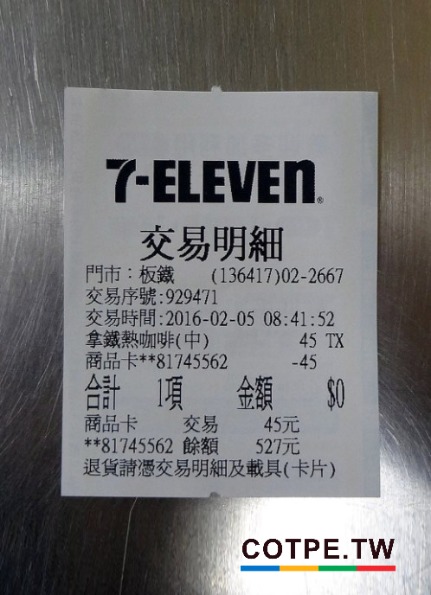 7-ELEVEn®
交易明細
門市：板鐵 (136417)02-2667
交易序號:929471
交易時間:2016-02-05 08:41:52
拿鐵熱咖啡(中) 45 TX
商品卡**81745562 -45
合計 1項 金額 $0
商品卡 交易 45元
**81745562 餘額 527元
退貨請憑交易明細及載具(卡片)
COTPE.TW